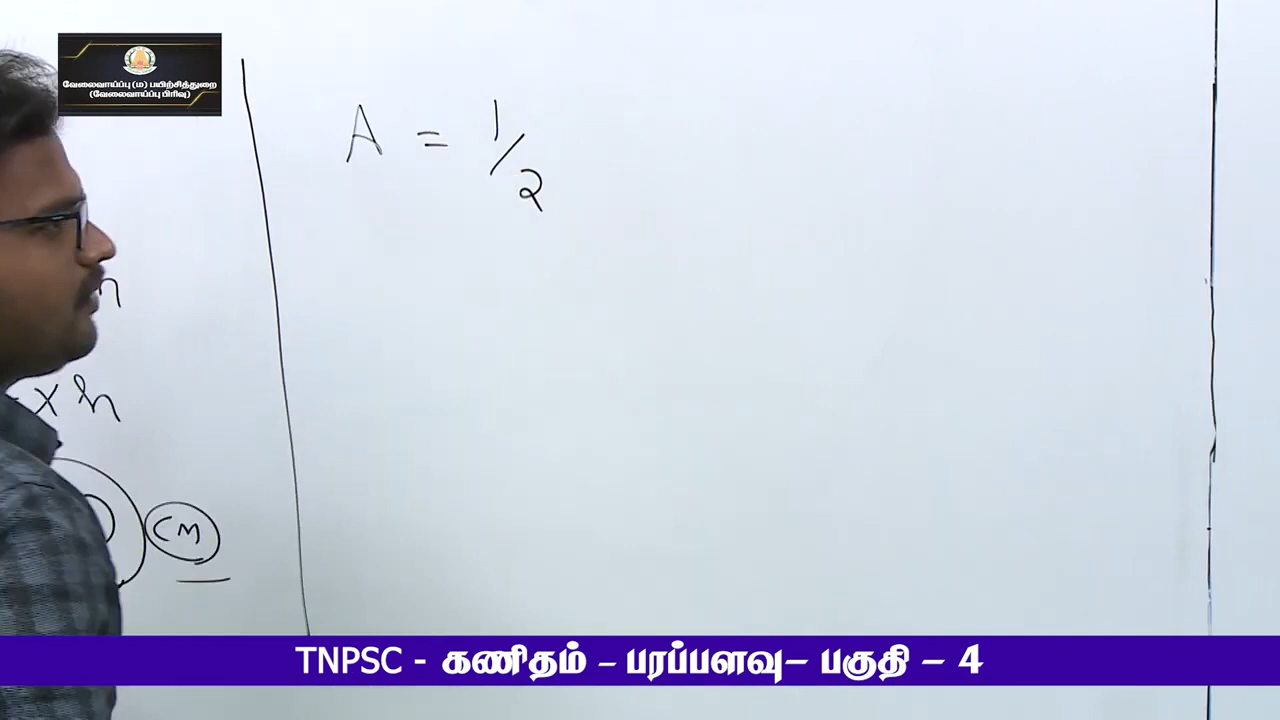 வேலைவாய்ப்பு (ம) பயிற்சித்துறை
(வேலைவாய்ப்பு பிரிவு)
A = 1/2
h
x h
CM
TNPSC - கணிதம் – பரப்பளவு– பகுதி – 4